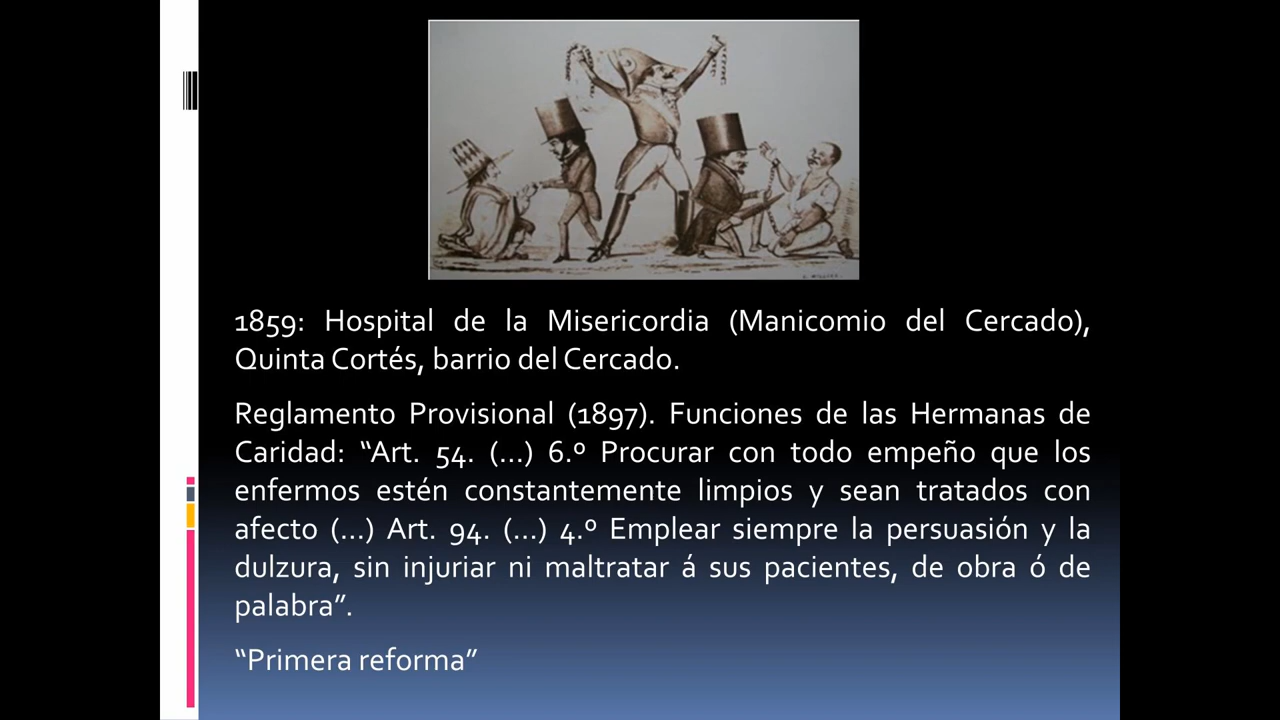 1859: Hospital de la Misericordia (Manicomio del Cercado),
Quinta Cortés, barrio del Cercado.
Reglamento Provisional (1897). Funciones de las Hermanas de
Caridad: “Art. 54. (...) 6.º Procurar con todo empeño que los
enfermos estén constantemente limpios y sean tratados con
afecto (...) Art. 94. (...) 4.º Emplear siempre la persuasión y la
dulzura, sin injuriar ni maltratar á sus pacientes, de obra ó de
palabra”.
“Primera reforma”